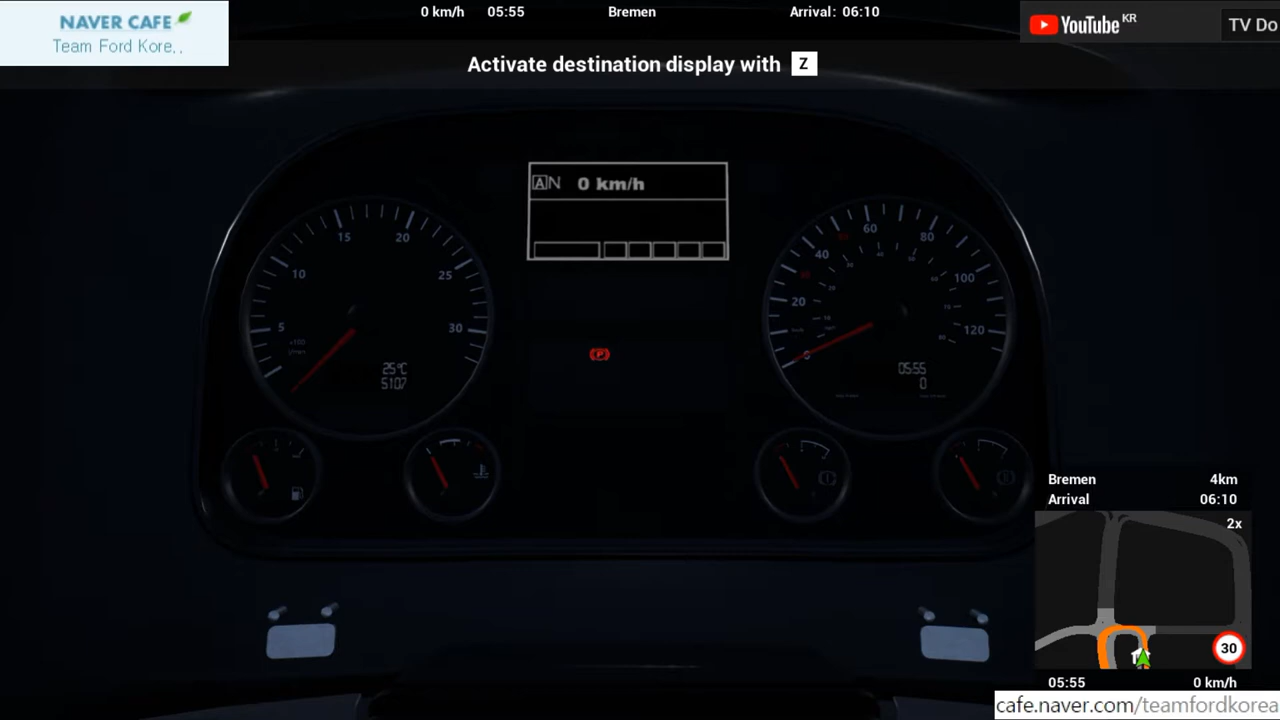 NAVER CAFE
Team Ford Kore..
0 km/h 05:55 Bremen Arrival: 06:10
YouTube KR
TV Do
Activate destination display with Z
A N 0 km/h
5 10 15 20 25 30
x100
25°C
5107
0 20 40 60 80 100 120
05:55
0
Bremen 4km
Arrival 06:10
2x
30
05:55 0 km/h
cafe.naver.com/teamfordkorea